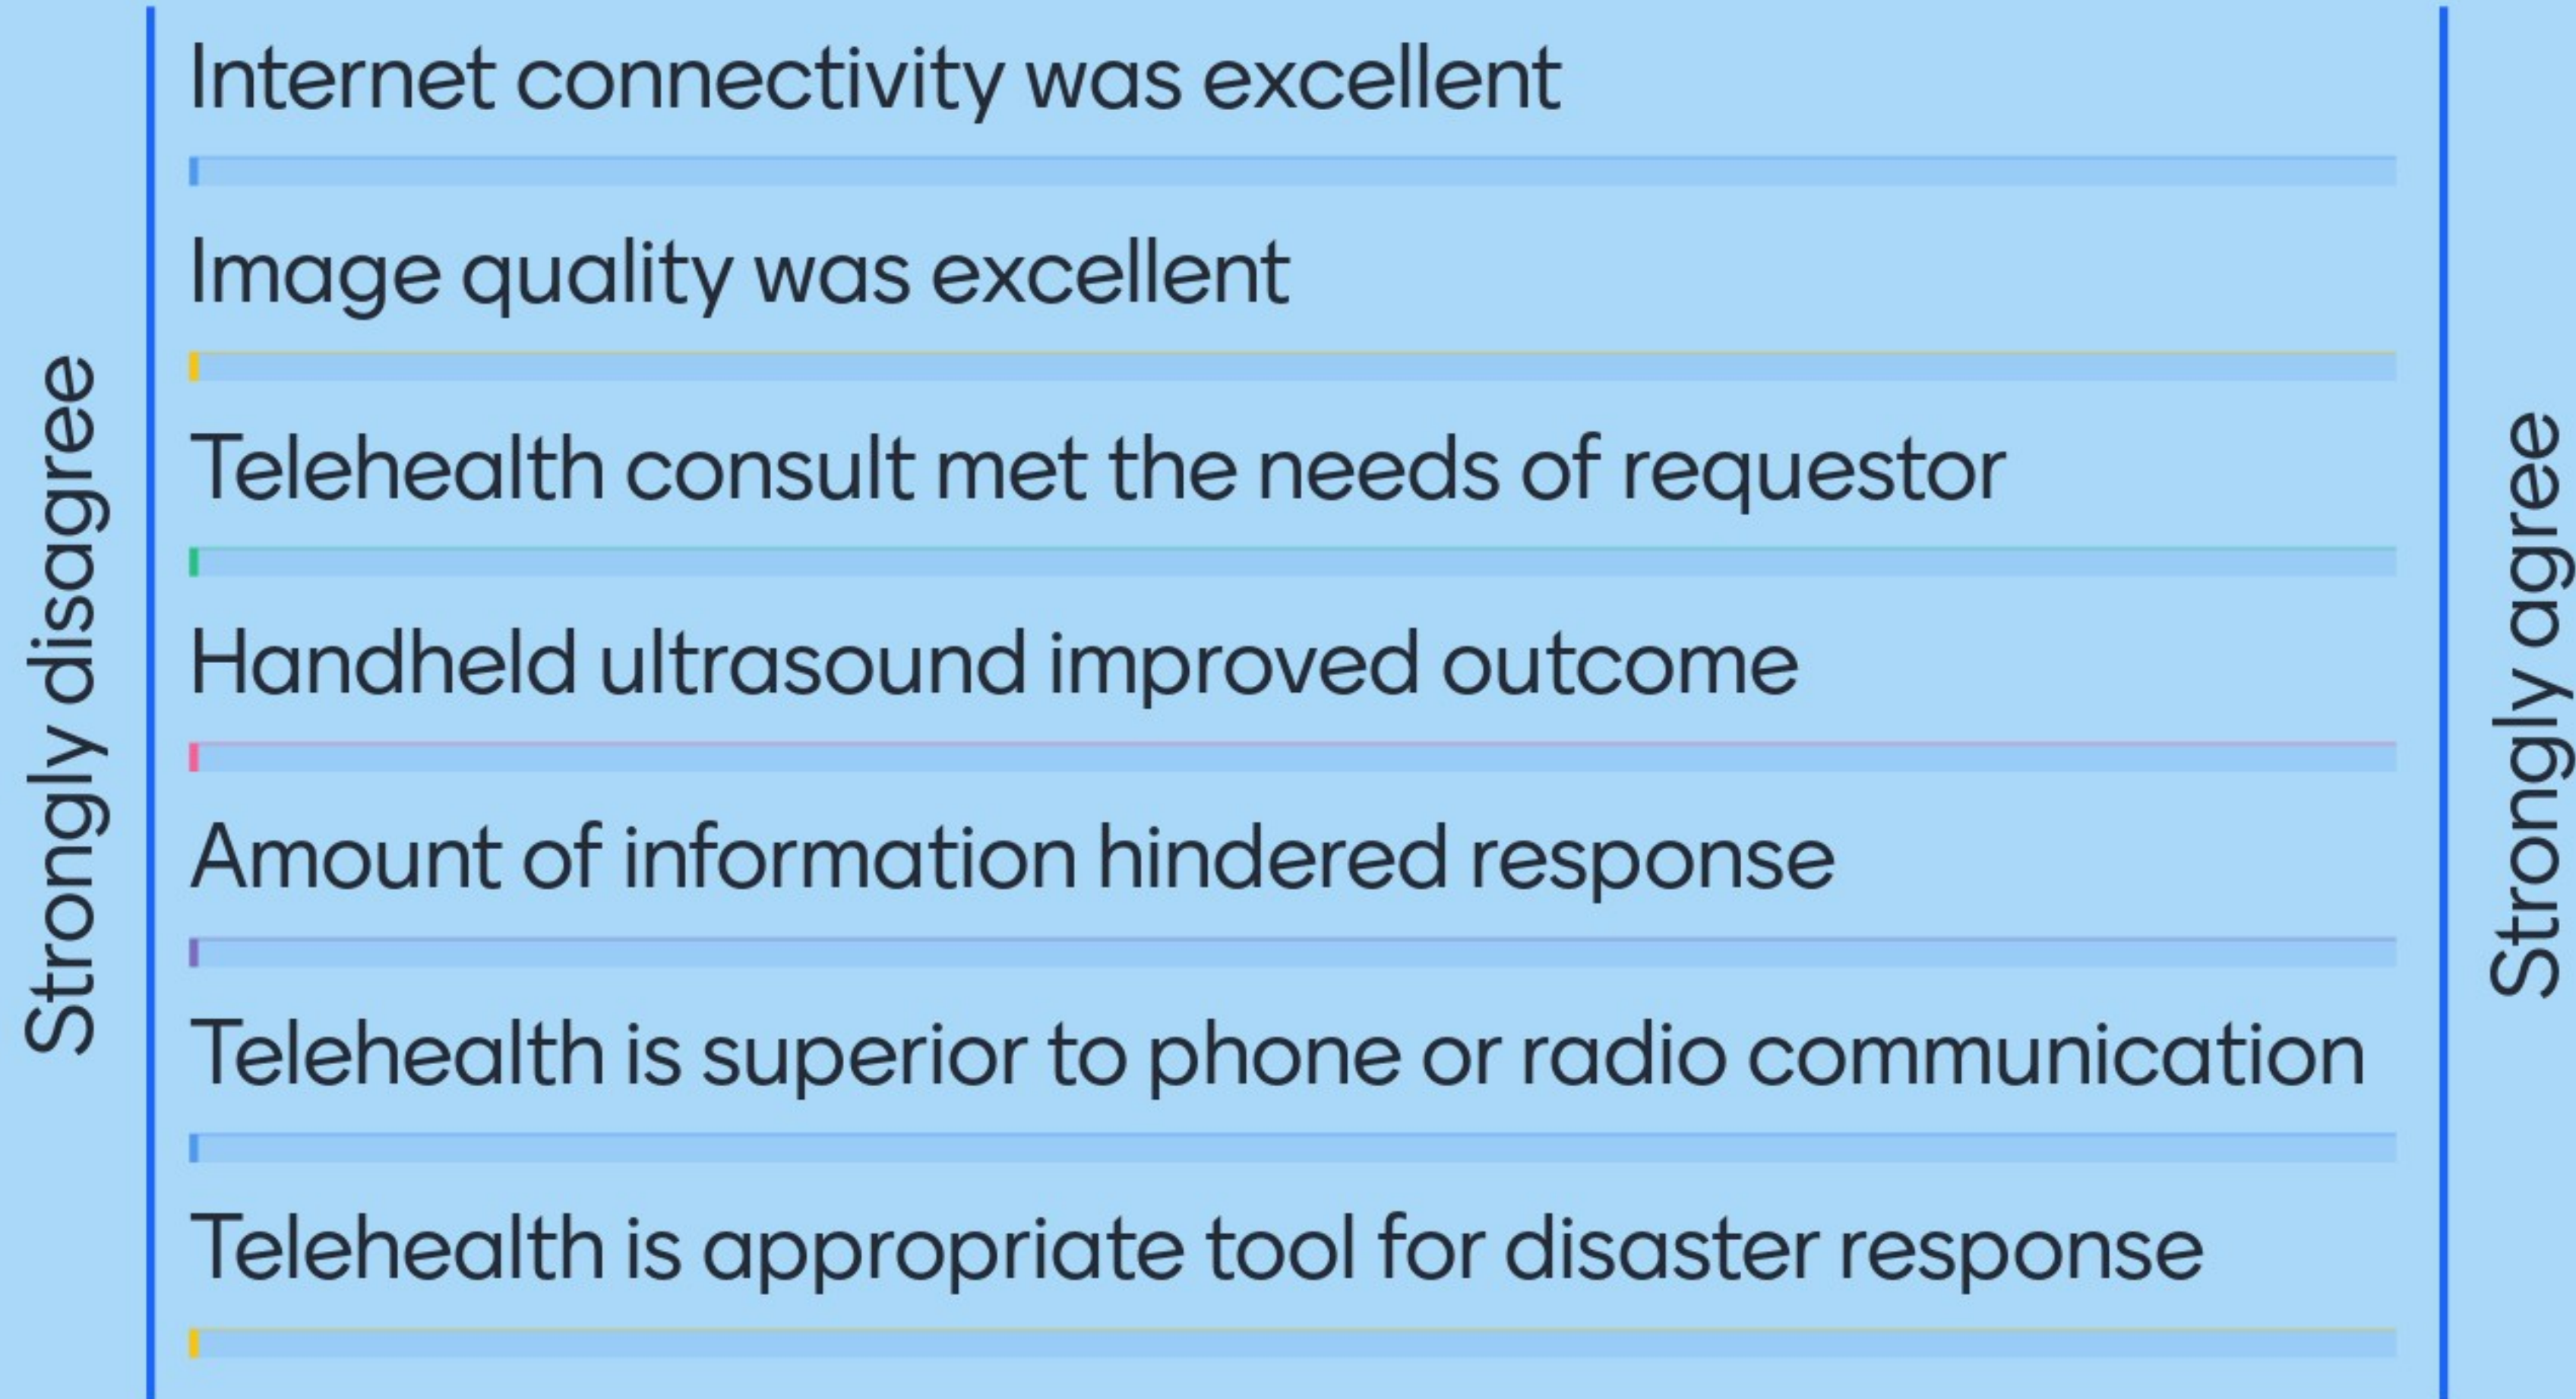 Strongly disagree
Internet connectivity was excellent
Image quality was excellent
Telehealth consult met the needs of requestor
Handheld ultrasound improved outcome
Amount of information hindered response
Telehealth is superior to phone or radio communication
Telehealth is appropriate tool for disaster response
Strongly agree